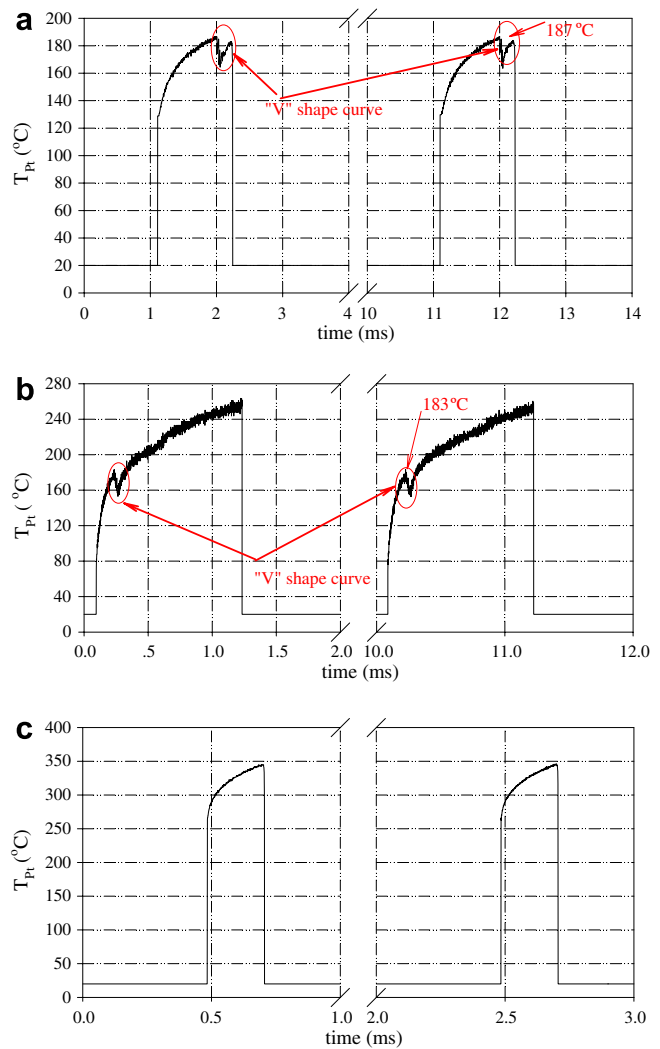 a
200
180
160
140
120
100
80
60
40
20
0
T_Pt (°C)
187 °C
"V" shape curve
0 1 2 3 4 10 11 12 13 14
time (ms)
b
280
240
200
160
120
80
40
0
T_Pt (°C)
183°C
"V" shape curve
0.0 .5 1.0 1.5 2.0 10.0 11.0 12.0
time (ms)
c
400
350
300
250
200
150
100
50
0
T_Pt (°C)
0.0 0.5 1.0 2.0 2.5 3.0
time (ms)